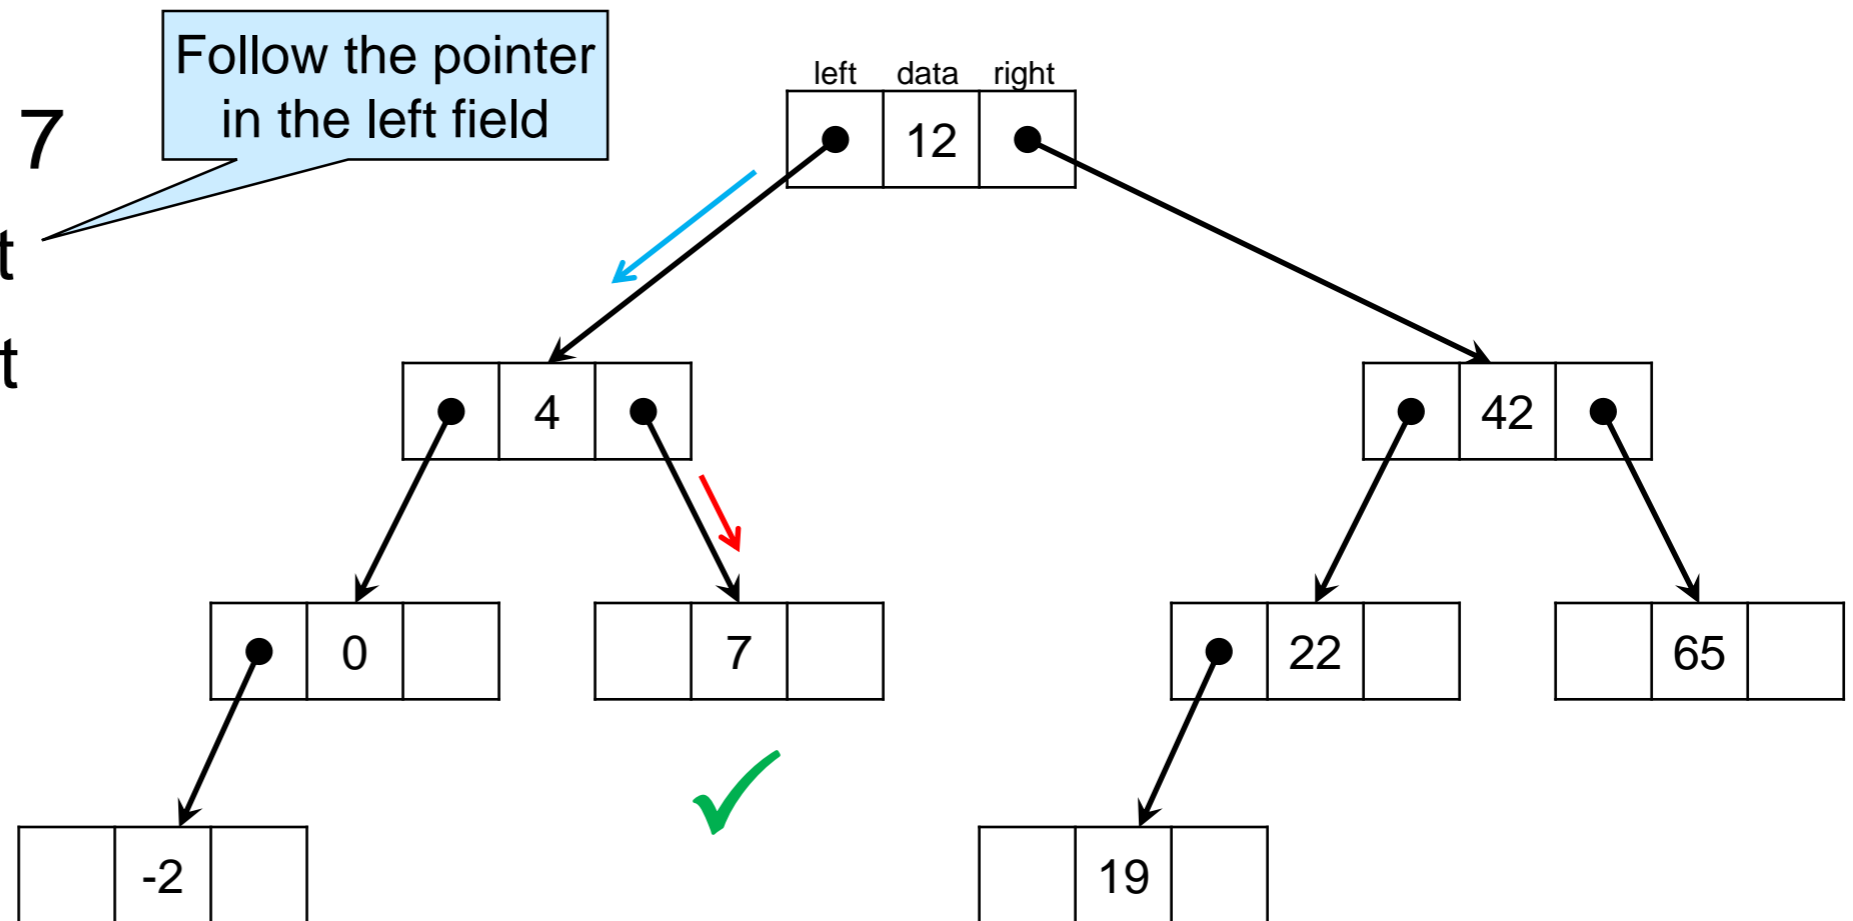 Follow the pointer
in the left field
7
t
t
left data right
12
4
42
0
7
22
65
-2
19